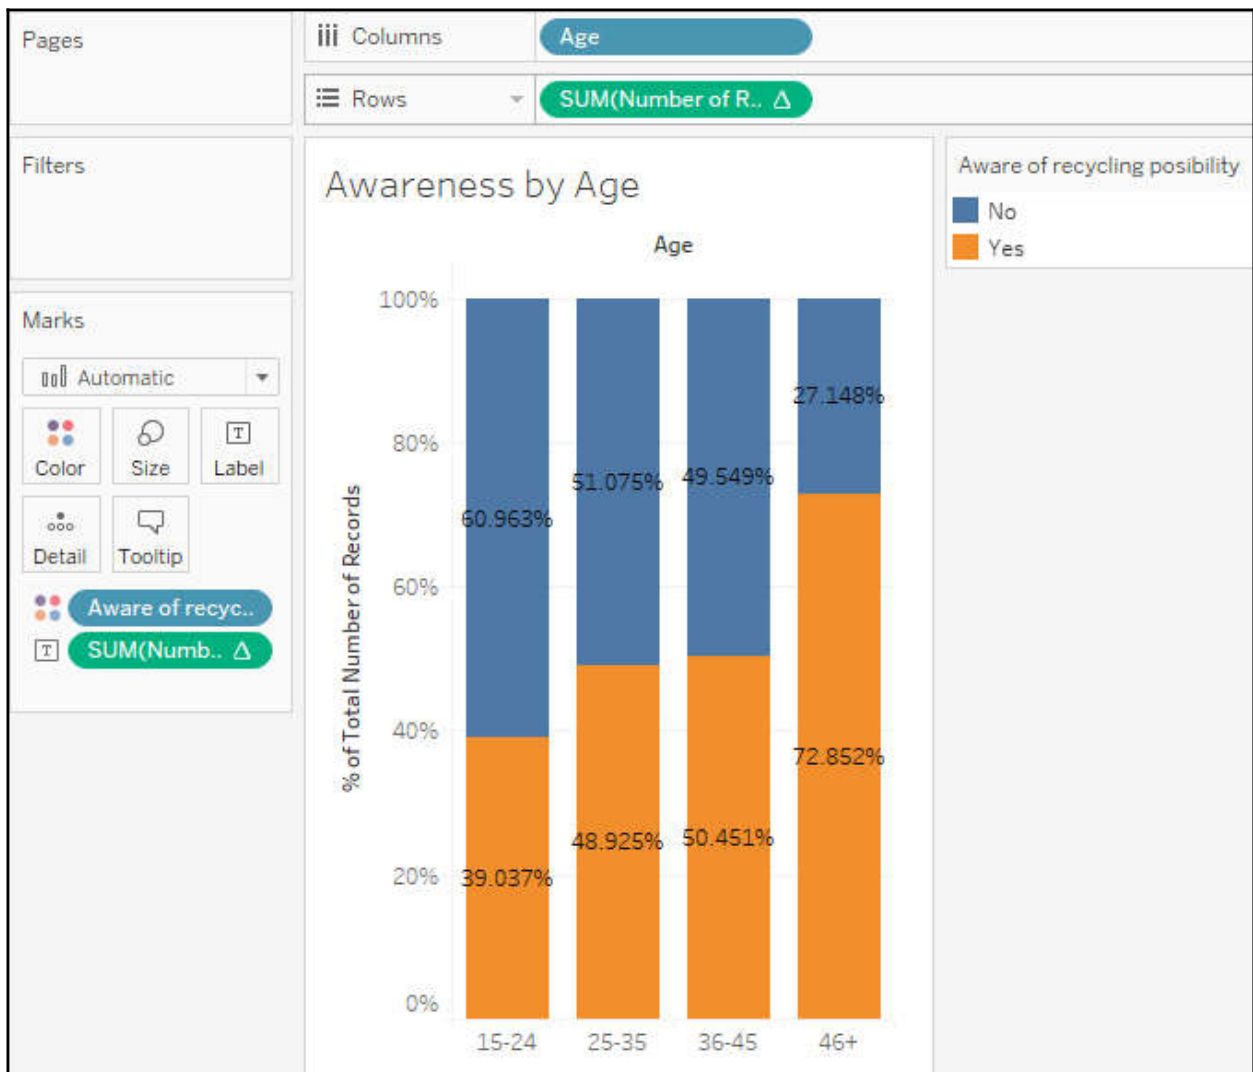 Pages
iii Columns
Age
Rows
SUM(Number of R.. Δ
Filters
Marks
Automatic
Color
Size
T
Label
Detail
Tooltip
Aware of recyc..
T
SUM(Numb.. Δ
Awareness by Age
Age
% of Total Number of Records
100%
80%
60%
40%
20%
0%
60.963%
39.037%
51.075%
48.925%
49.549%
50.451%
27.148%
72.852%
15-24
25-35
36-45
46+
Aware of recycling posibility
No
Yes